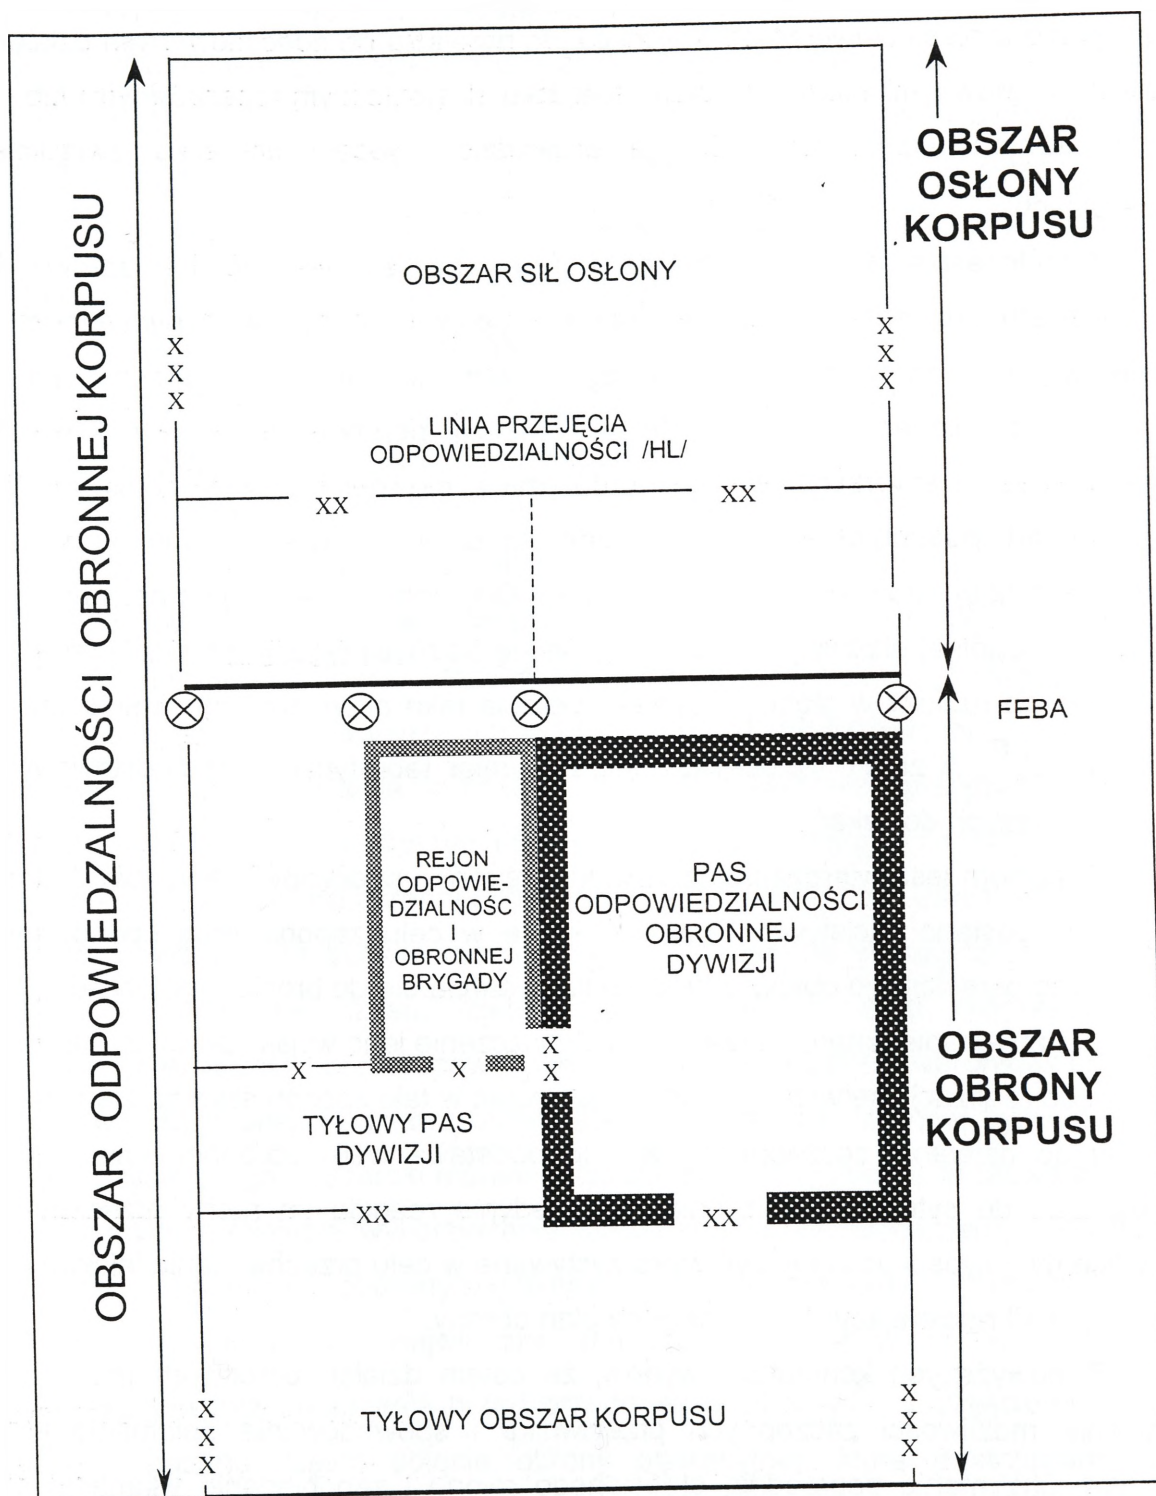 OBSZAR ODPOWIEDZALNOŚCI OBRONNEJ KORPUSU
OBSZAR
OSŁONY
KORPUSU
OBSZAR SIŁ OSŁONY
X
X
X
X
X
X
LINIA PRZEJĘCIA
ODPOWIEDZIALNOŚCI /HL/
XX
XX
FEBA
REJON
ODPOWIE-
DZIALNOŚC
I
OBRONNEJ
BRYGADY
PAS
ODPOWIEDZIALNOŚCI
OBRONNEJ
DYWIZJI
X
X
X
X
OBSZAR
OBRONY
KORPUSU
TYŁOWY PAS
DYWIZJI
XX
XX
TYŁOWY OBSZAR KORPUSU
X
X
X
X
X
X